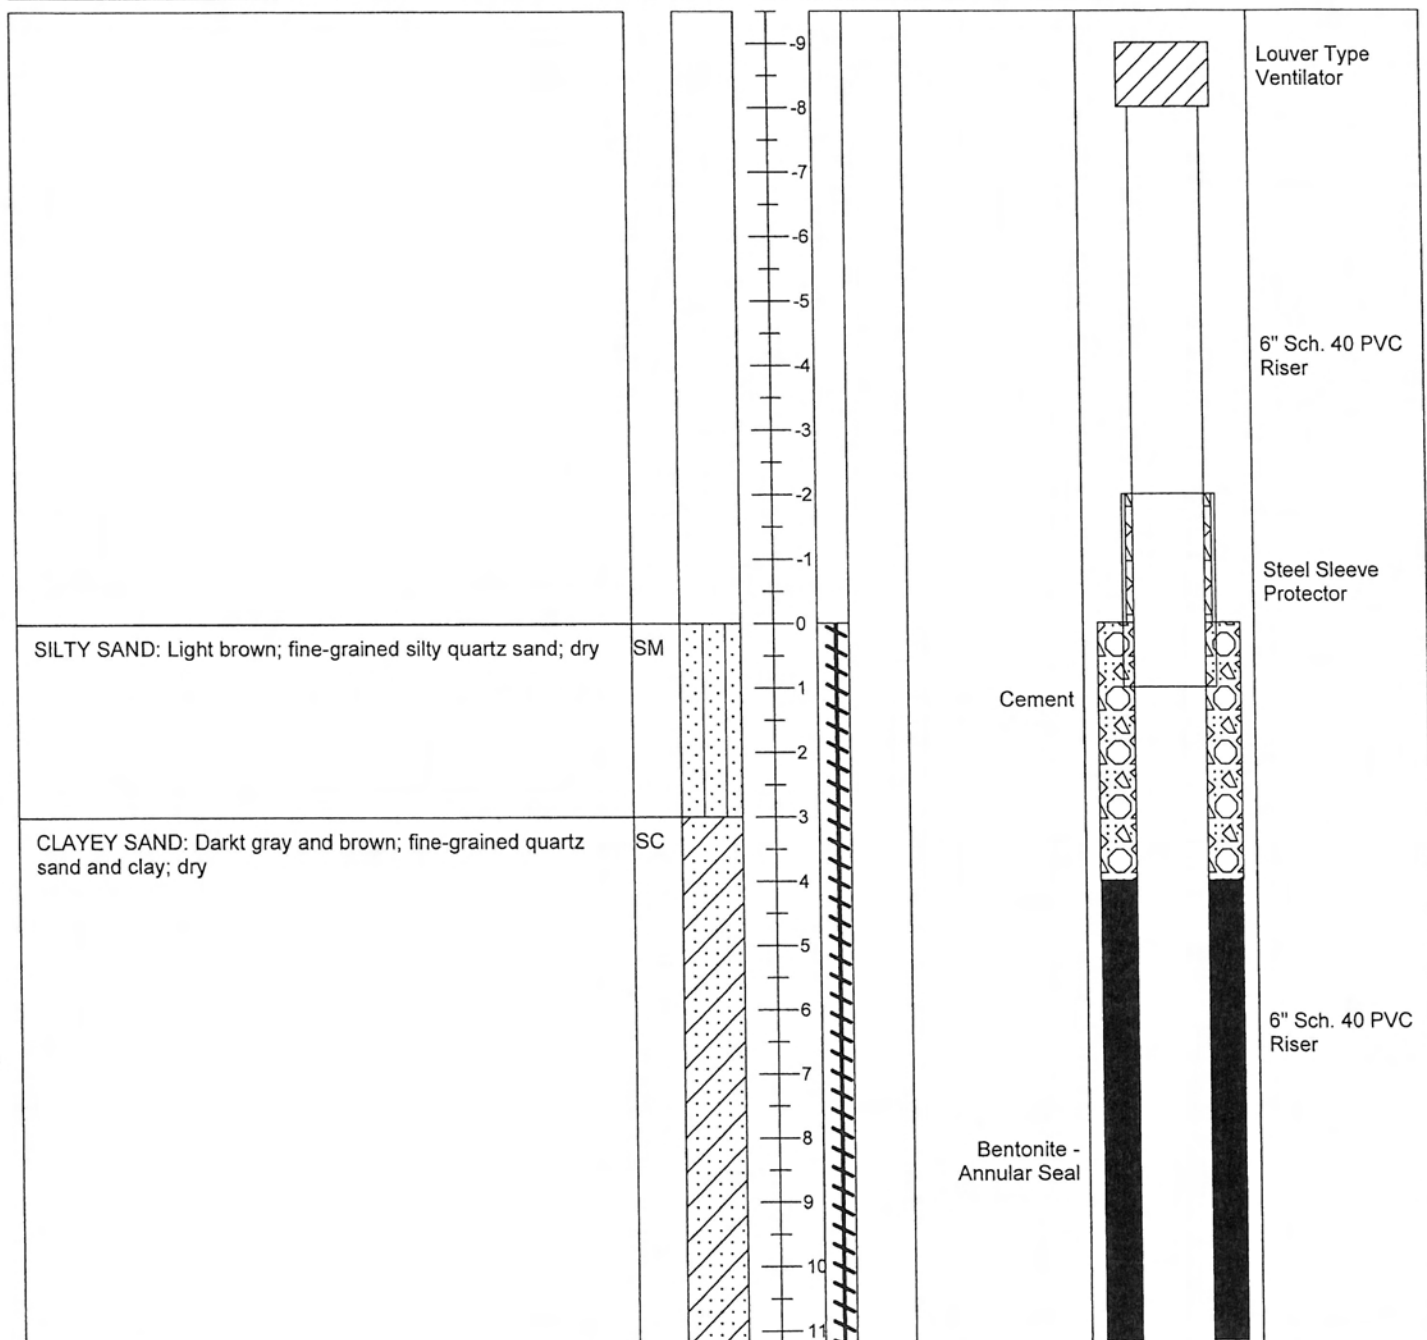 -9
Louver Type
Ventilator
-8
-7
-6
-5
6" Sch. 40 PVC
Riser
-4
-3
-2
-1
Steel Sleeve
Protector
0
SILTY SAND: Light brown; fine-grained silty quartz sand; dry
SM
1
Cement
2
3
CLAYEY SAND: Darkt gray and brown; fine-grained quartz
sand and clay; dry
SC
4
5
6
6" Sch. 40 PVC
Riser
7
8
Bentonite -
Annular Seal
9
10
11